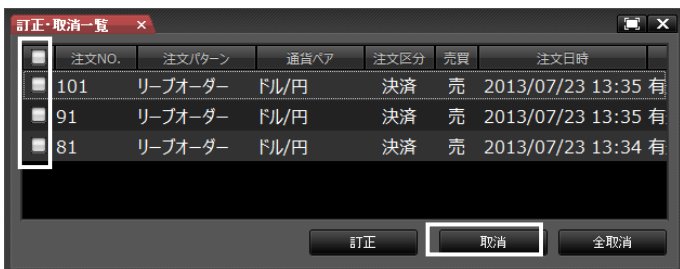 訂正・取消一覧 ×
注文NO. 注文パターン 通貨ペア 注文区分 売買 注文日時
101 リーブオーダー ドル/円 決済 売 2013/07/23 13:35 有
91 リーブオーダー ドル/円 決済 売 2013/07/23 13:35 有
81 リーブオーダー ドル/円 決済 売 2013/07/23 13:34 有
訂正 取消 全取消